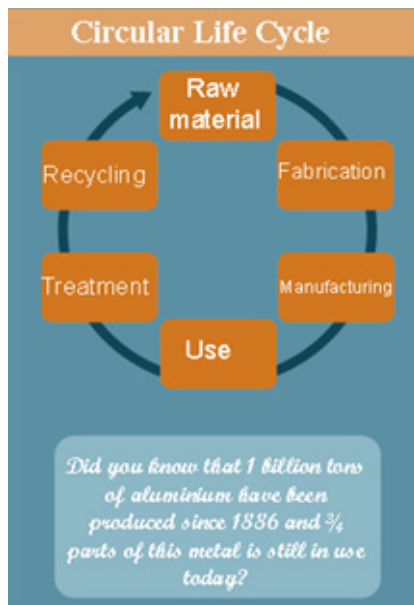 Circular Life Cycle
Raw
material
Fabrication
Manufacturing
Use
Treatment
Recycling
Did you know that 1 billion tons
of aluminium have been
produced since 1886 and ¾
parts of this metal is still in use
today?